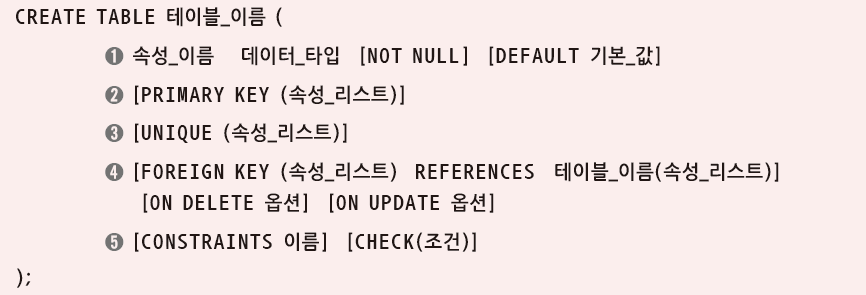 CREATE TABLE 테이블_이름 (
❶ 속성_이름 데이터_타입 [NOT NULL] [DEFAULT 기본_값]
❷ [PRIMARY KEY (속성_리스트)]
❸ [UNIQUE (속성_리스트)]
❹ [FOREIGN KEY (속성_리스트) REFERENCES 테이블_이름(속성_리스트)]
[ON DELETE 옵션] [ON UPDATE 옵션]
❺ [CONSTRAINTS 이름] [CHECK(조건)]
);